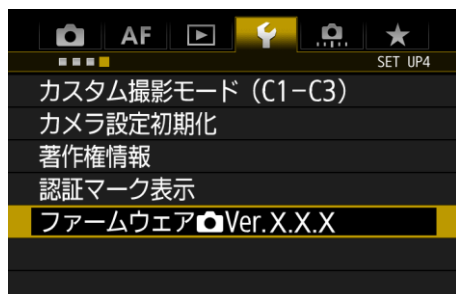 AF
SET UP4
カスタム撮影モード (C1-C3)
カメラ設定初期化
著作権情報
認証マーク表示
ファームウェア Ver.X.X.X